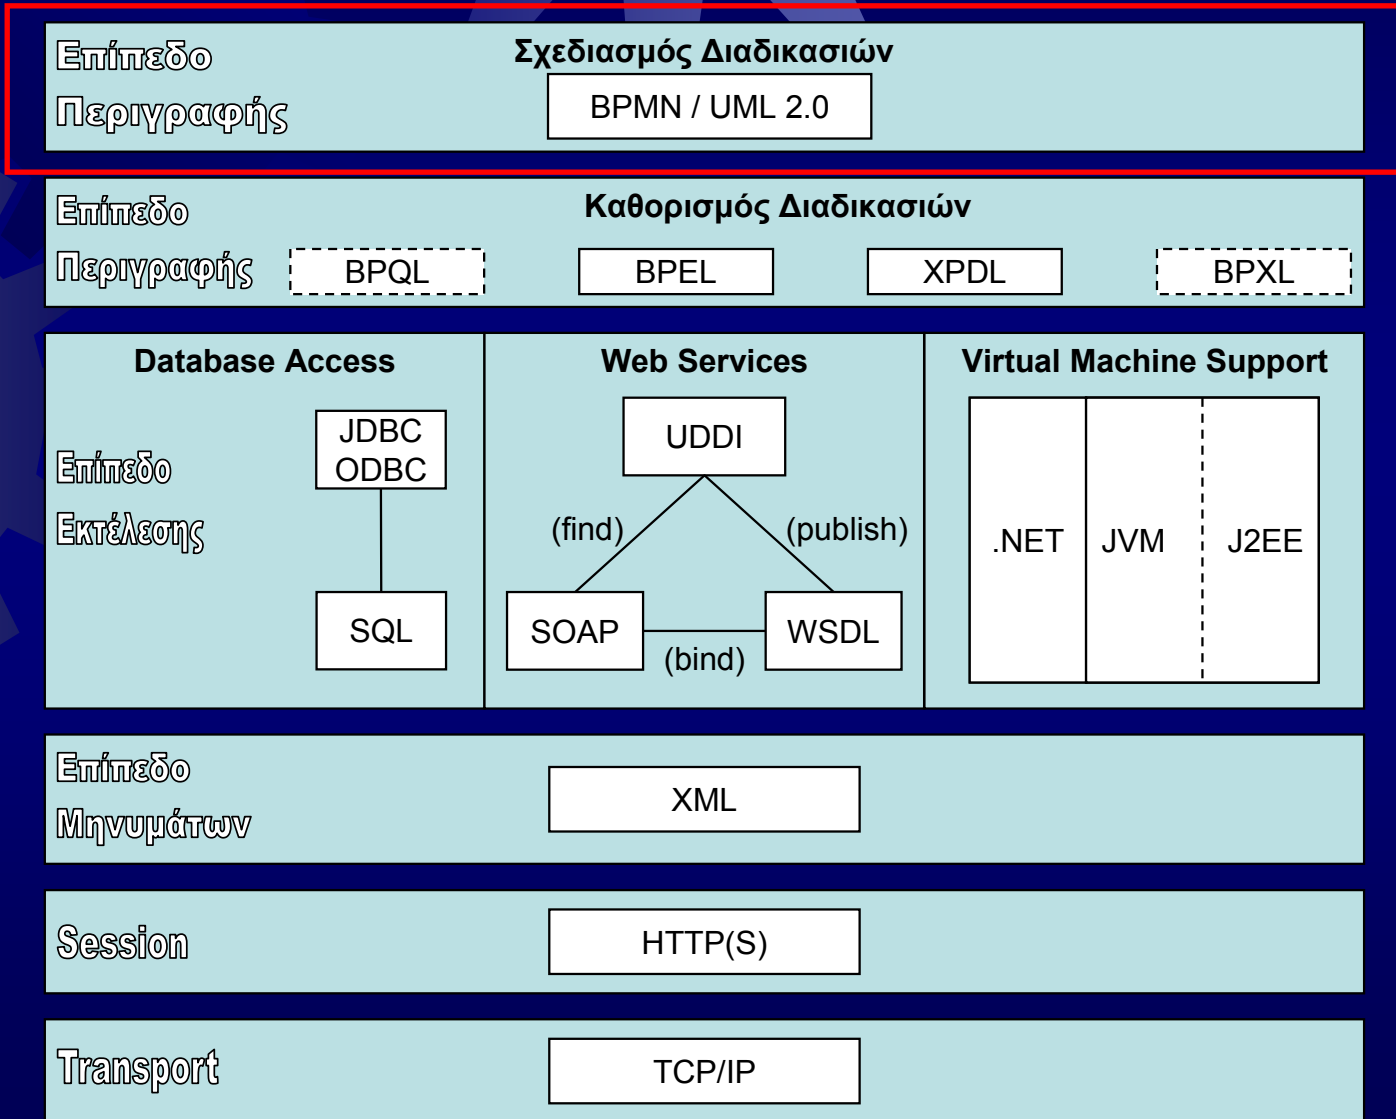 Επίπεδο
Περιγραφής
Σχεδιασμός Διαδικασιών
BPMN / UML 2.0
Επίπεδο
Περιγραφής
Καθορισμός Διαδικασιών
BPQL
BPEL
XPDL
BPXL
Database Access
Επίπεδο
Εκτέλεσης
JDBC
ODBC
SQL
Web Services
UDDI
(find)
(publish)
SOAP
WSDL
(bind)
Virtual Machine Support
.NET
JVM
J2EE
Επίπεδο
Μηνυμάτων
XML
Session
HTTP(S)
Transport
TCP/IP